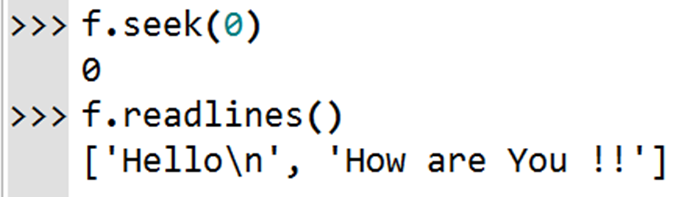 >>> f.seek(0)
0
>>> f.readlines()
['Hello\n', 'How are You !!']